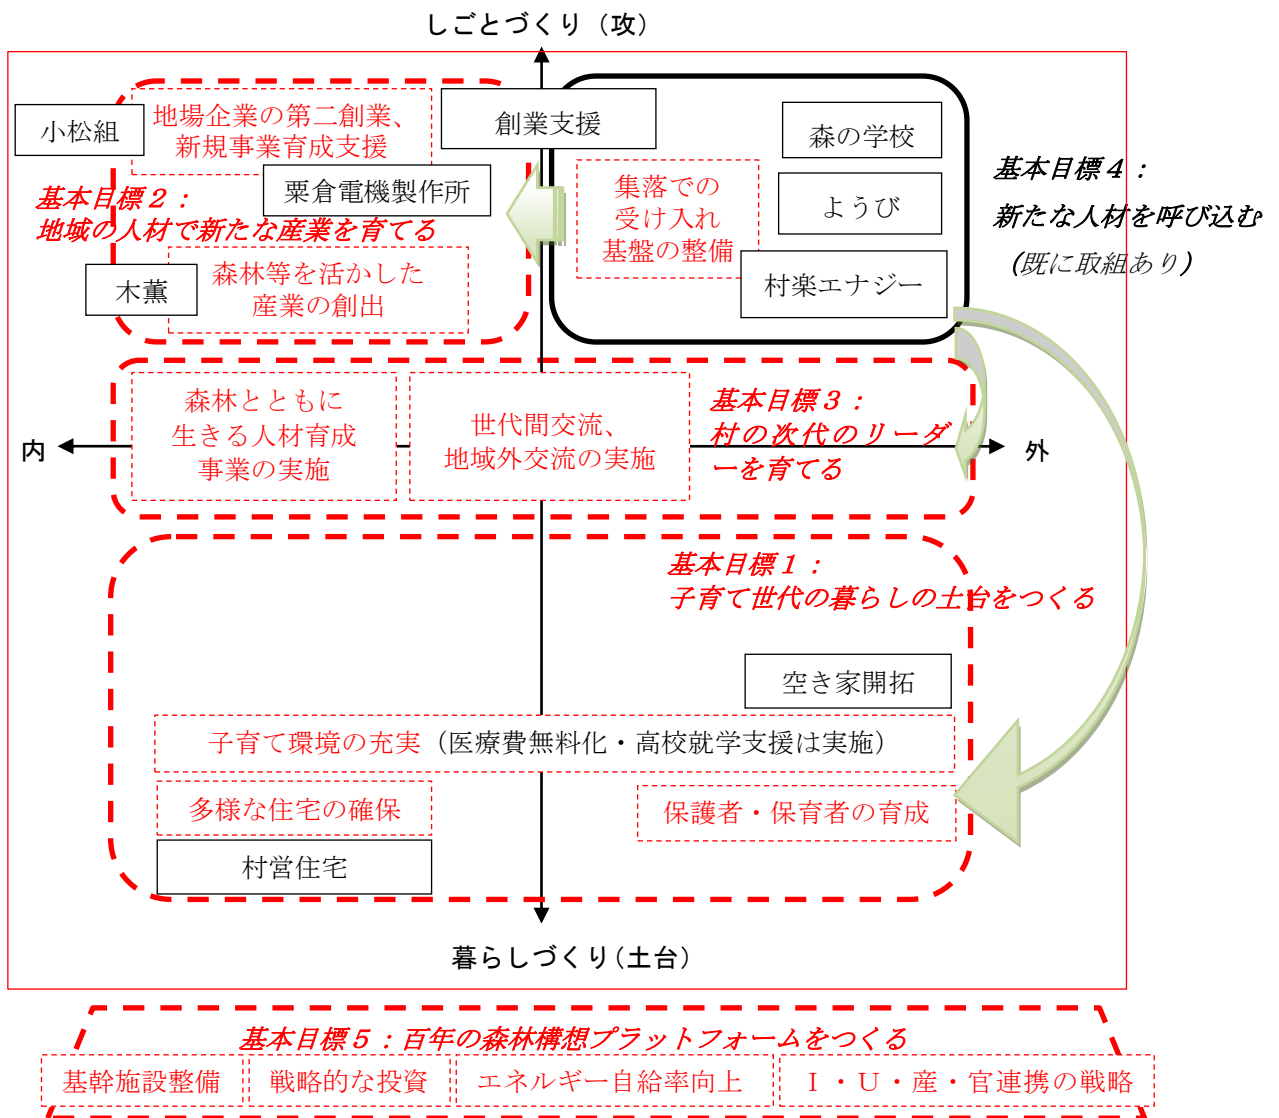 しごとづくり（攻）
小松組
地場企業の第二創業、
新規事業育成支援
粟倉電機製作所
基本目標２：
地域の人材で新たな産業を育てる
木薫
森林等を活かした
産業の創出
創業支援
集落での
受け入れ
基盤の整備
森の学校
ようび
村楽エナジー
基本目標４：
新たな人材を呼び込む
（既に取組あり）
内
森林とともに
生きる人材育成
事業の実施
世代間交流、
地域外交流の実施
基本目標３：
村の次代のリーダ
ーを育てる
外
基本目標１：
子育て世代の暮らしの土台をつくる
空き家開拓
子育て環境の充実（医療費無料化・高校就学支援は実施）
多様な住宅の確保
保護者・保育者の育成
村営住宅
暮らしづくり（土台）
基本目標５：百年の森林構想プラットフォームをつくる
基幹施設整備
戦略的な投資
エネルギー自給率向上
Ｉ・Ｕ・産・官連携の戦略